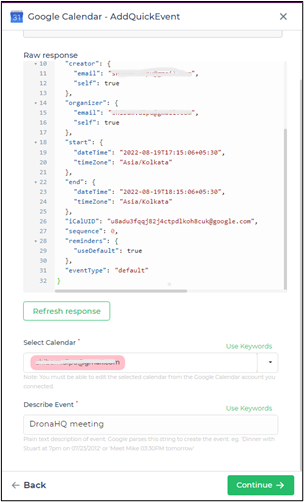 Google Calendar - AddQuickEvent
Raw response
10 "creator": {
11 "email":
12 "self": true
13 },
14 "organizer": {
15 "email":
16 "self": true
17 },
18 "start": {
19 "dateTime": "2022-08-19T17:15:06+05:30",
20 "timeZone": "Asia/Kolkata"
21 },
22 "end": {
23 "dateTime": "2022-08-19T18:15:06+05:30",
24 "timeZone": "Asia/Kolkata"
25 },
26 "iCalUID": "u8adu3fqqj82j4ctpdlkoh8cuk@google.com",
27 "sequence": 0,
28 "reminders": {
29 "useDefault": true
30 },
31 "eventType": "default"
32 }
Refresh response
Select Calendar *
Use Keywords
Note: You must be able to edit the selected calendar from the Google Calendar account you connected.
Describe Event *
Use Keywords
DronaHQ meeting
Plain text description of event. Google parses this string to create the event. eg. 'Dinner with Stuart at 7pm on 07/23/2012' or 'Meet Mike 03:30PM tomorrow'
Back
Continue